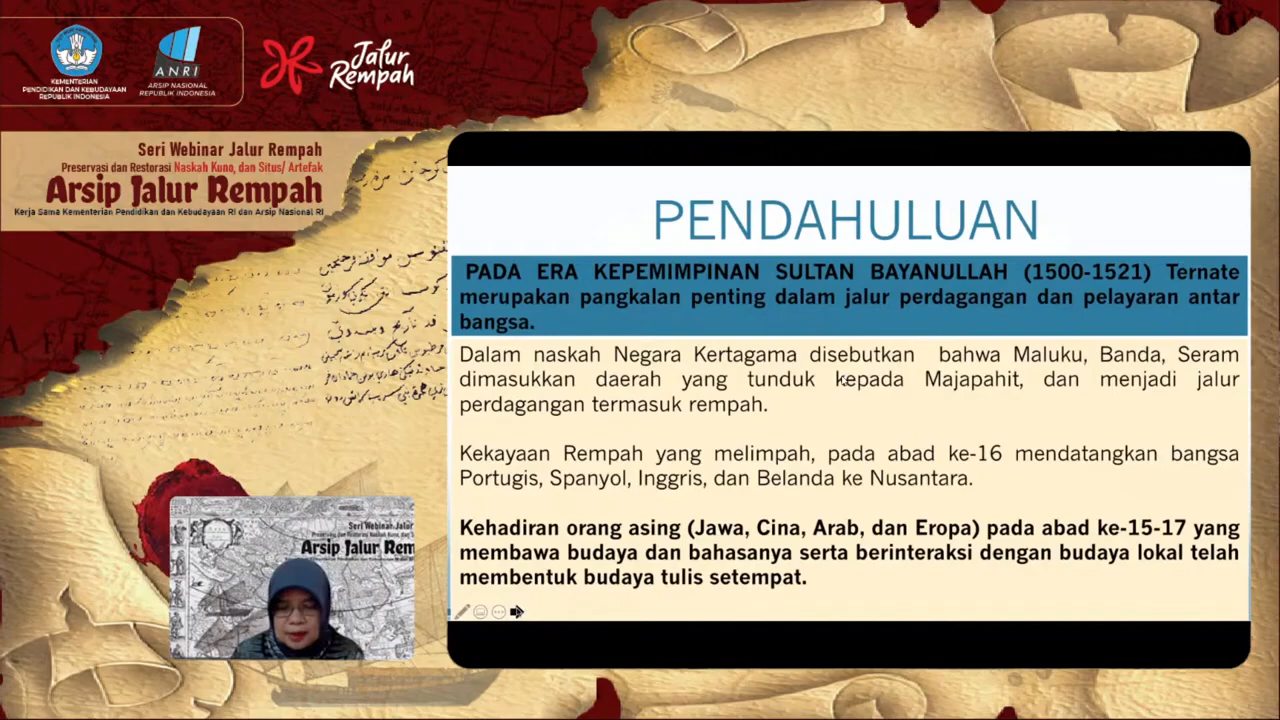 KEMENTERIAN
PENDIDIKAN DAN KEBUDAYAAN
REPUBLIK INDONESIA
ANRI
ARSIP NASIONAL
REPUBLIK INDONESIA
Jalur
Rempah
Seri Webinar Jalur Rempah
Preservasi dan Restorasi Naskah Kuno, dan Situs/ Artefak
Arsip Jalur Rempah
Kerja Sama Kementerian Pendidikan dan Kebudayaan RI dan Arsip Nasional RI
PENDAHULUAN
PADA ERA KEPEMIMPINAN SULTAN BAYANULLAH (1500-1521) Ternate
merupakan pangkalan penting dalam jalur perdagangan dan pelayaran antar
bangsa.
Dalam naskah Negara Kertagama disebutkan bahwa Maluku, Banda, Seram
dimasukkan daerah yang tunduk kepada Majapahit, dan menjadi jalur
perdagangan termasuk rempah.
Kekayaan Rempah yang melimpah, pada abad ke-16 mendatangkan bangsa
Portugis, Spanyol, Inggris, dan Belanda ke Nusantara.
Kehadiran orang asing (Jawa, Cina, Arab, dan Eropa) pada abad ke-15-17 yang
membawa budaya dan bahasanya serta berinteraksi dengan budaya lokal telah
membentuk budaya tulis setempat.
Seri Webinar Jalur
Arsip Jalur Rem